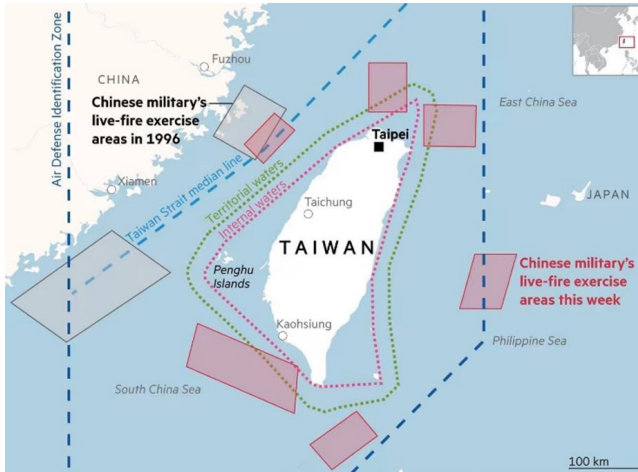 Air Defense Identification Zone
Fuzhou
CHINA
Chinese military's
live-fire exercise
areas in 1996
East China Sea
Taipei
Xiamen
Taiwan Strait median line
Territorial waters
Internal waters
JAPAN
Taichung
TAIWAN
Penghu
Islands
Chinese military's
live-fire exercise
areas this week
Kaohsiung
Philippine Sea
South China Sea
100 km